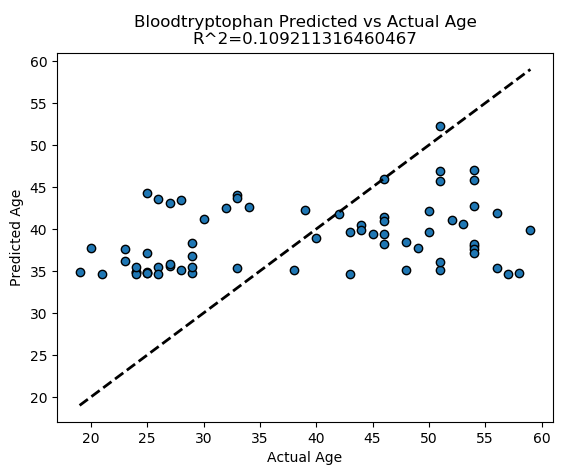 Bloodtryptophan Predicted vs Actual Age
R^2=0.109211316460467
60
55
50
45
40
35
30
25
20
Predicted Age
20 25 30 35 40 45 50 55 60
Actual Age